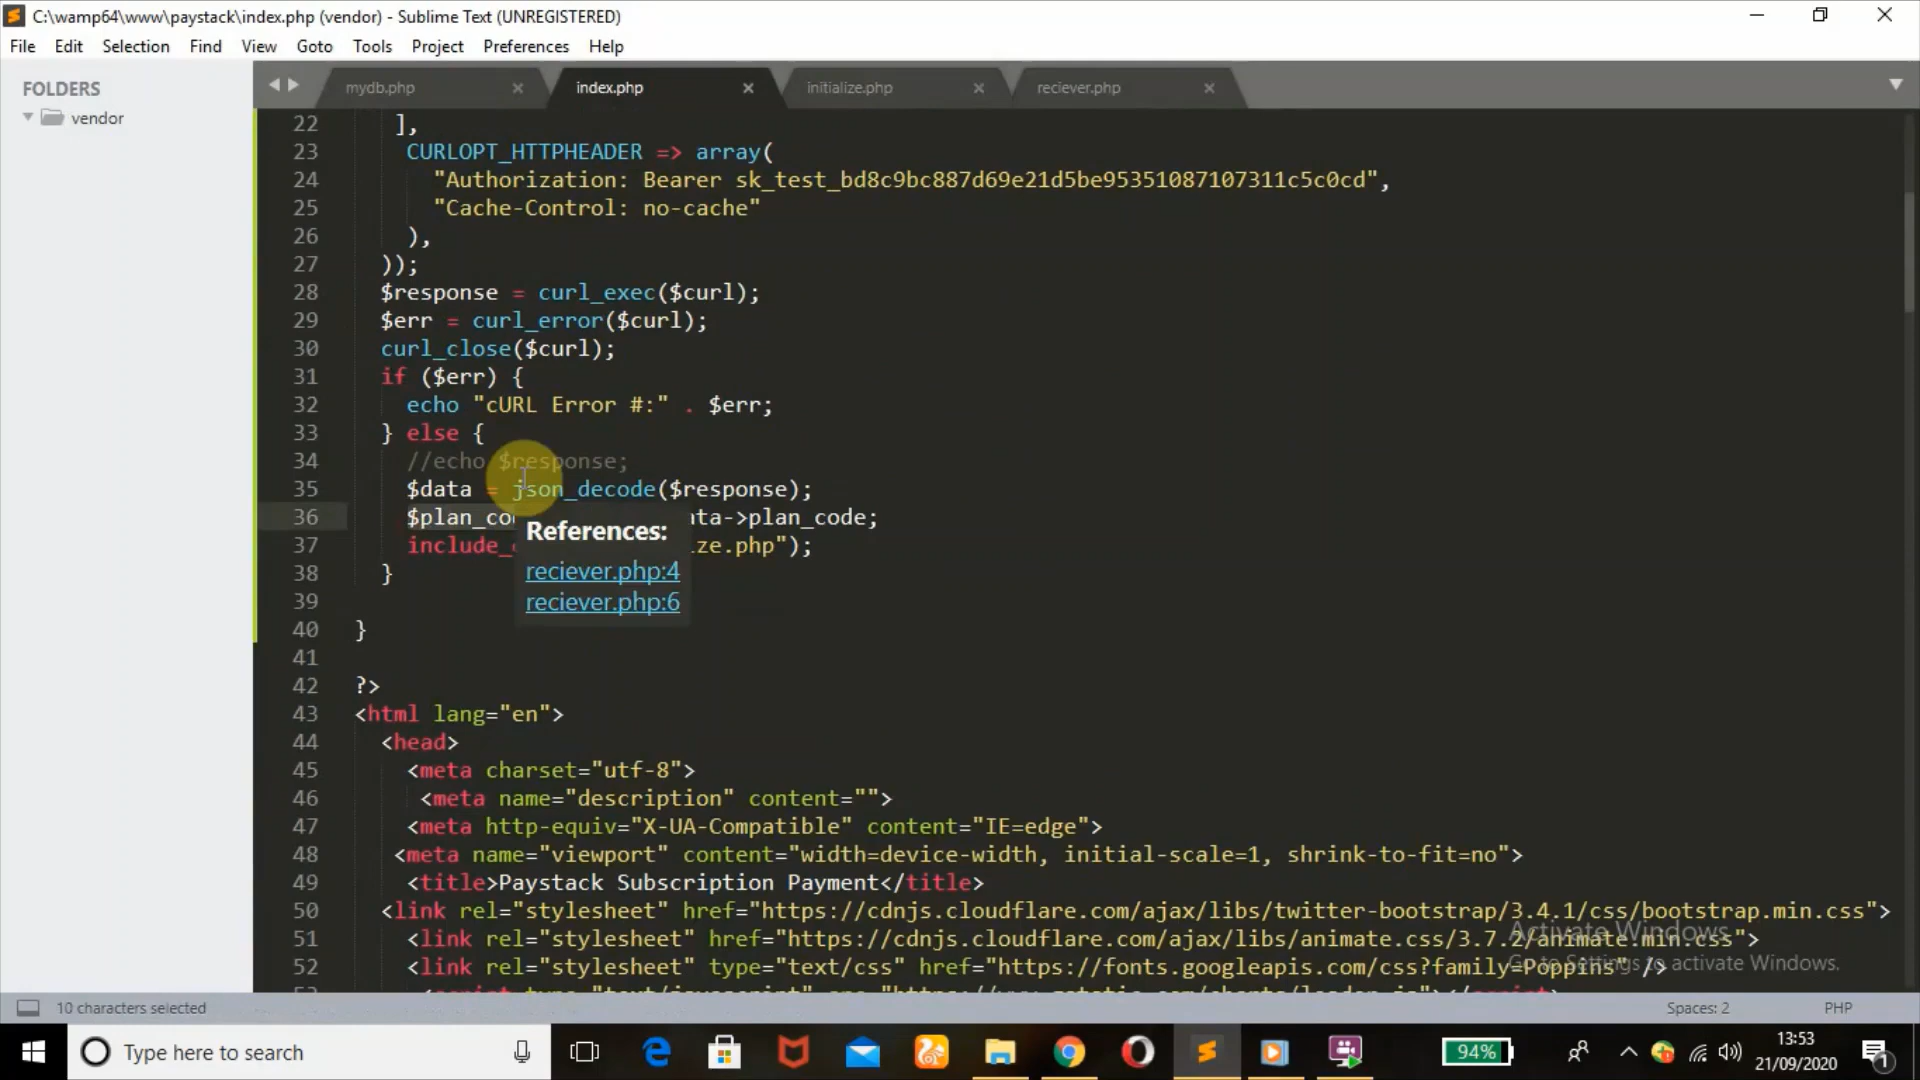 C:\wamp64\www\paystack\index.php (vendor) - Sublime Text (UNREGISTERED)
File Edit Selection Find View Goto Tools Project Preferences Help
FOLDERS
vendor
mydb.php × index.php × initialize.php × reciever.php ×
22 ],
23 CURLOPT_HTTPHEADER => array(
24 "Authorization: Bearer sk_test_bd8c9bc887d69e21d5be95351087107311c5c0cd",
25 "Cache-Control: no-cache"
26 ),
27 ));
28 $response = curl_exec($curl);
29 $err = curl_error($curl);
30 curl_close($curl);
31 if ($err) {
32 echo "cURL Error #:" . $err;
33 } else {
34 //echo $response;
35 $data = json_decode($response);
36 $plan_co ta->plan_code;
37 include_ ze.php");
38 }
References:
reciever.php:4
reciever.php:6
39
40 }
41
42 ?>
43 <html lang="en">
44 <head>
45 <meta charset="utf-8">
46 <meta name="description" content="">
47 <meta http-equiv="X-UA-Compatible" content="IE=edge">
48 <meta name="viewport" content="width=device-width, initial-scale=1, shrink-to-fit=no">
49 <title>Paystack Subscription Payment</title>
50 <link rel="stylesheet" href="https://cdnjs.cloudflare.com/ajax/libs/twitter-bootstrap/3.4.1/css/bootstrap.min.css">
51 <link rel="stylesheet" href="https://cdnjs.cloudflare.com/ajax/libs/animate.css/3.7.2/animate.min.css">
52 <link rel="stylesheet" type="text/css" href="https://fonts.googleapis.com/css?family=Poppins" />
Activate Windows
Go to Settings to activate Windows.
10 characters selected Spaces: 2 PHP
Type here to search 94% 13:53
21/09/2020
1